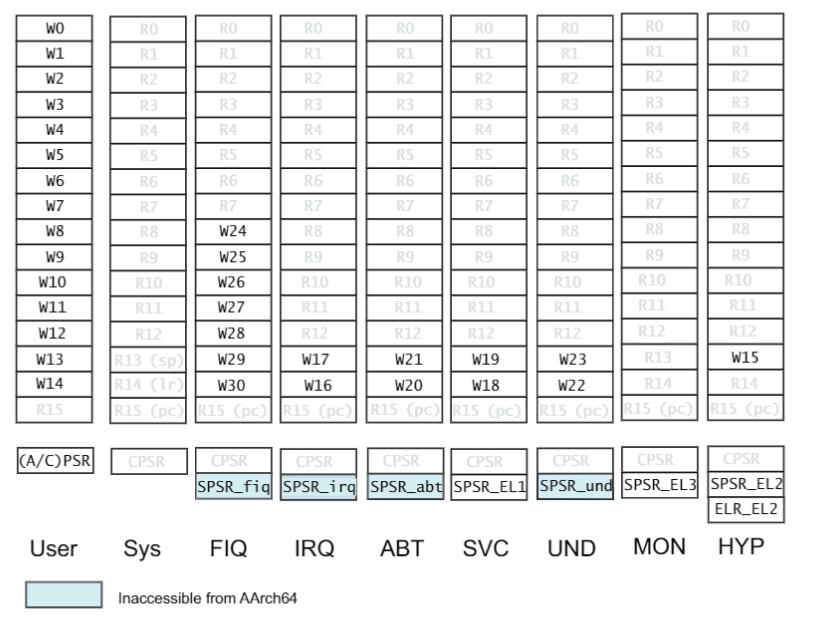 W0 R0 R0 R0 R0 R0 R0 R0 R0
W1 R1 R1 R1 R1 R1 R1 R1 R1
W2 R2 R2 R2 R2 R2 R2 R2 R2
W3 R3 R3 R3 R3 R3 R3 R3 R3
W4 R4 R4 R4 R4 R4 R4 R4 R4
W5 R5 R5 R5 R5 R5 R5 R5 R5
W6 R6 R6 R6 R6 R6 R6 R6 R6
W7 R7 R7 R7 R7 R7 R7 R7 R7
W8 R8 W24 R8 R8 R8 R8 R8 R8
W9 R9 W25 R9 R9 R9 R9 R9 R9
W10 R10 W26 R10 R10 R10 R10 R10 R10
W11 R11 W27 R11 R11 R11 R11 R11 R11
W12 R12 W28 R12 R12 R12 R12 R12 R12
W13 R13 (sp) W29 W17 W21 W19 W23 R13 W15
W14 R14 (lr) W30 W16 W20 W18 W22 R14 R14
R15 R15 (pc) R15 (pc) R15 (pc) R15 (pc) R15 (pc) R15 (pc) R15 (pc) R15 (pc)
(A/C)PSR CPSR CPSR CPSR CPSR CPSR CPSR CPSR CPSR
SPSR_fiq SPSR_irq SPSR_abt SPSR_EL1 SPSR_und SPSR_EL3 SPSR_EL2
ELR_EL2
User Sys FIQ IRQ ABT SVC UND MON HYP
Inaccessible from AArch64